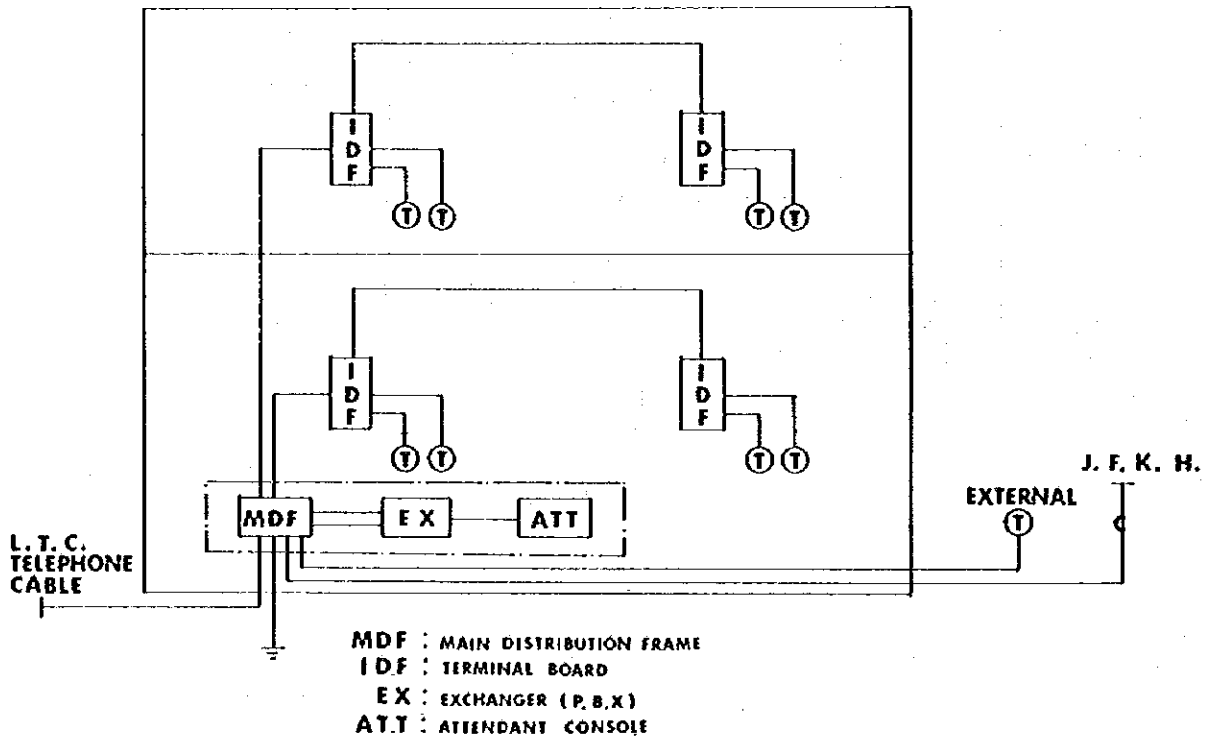 I
D
F
I
D
F
T
T
T
T
I
D
F
I
D
F
T
T
T
T
J. F. K. H.
EXTERNAL
T
MDF
EX
ATT
L. T. C.
TELEPHONE
CABLE
MDF : MAIN DISTRIBUTION FRAME
IDF : TERMINAL BOARD
EX : EXCHANGER (P.B.X)
ATT : ATTENDANT CONSOLE